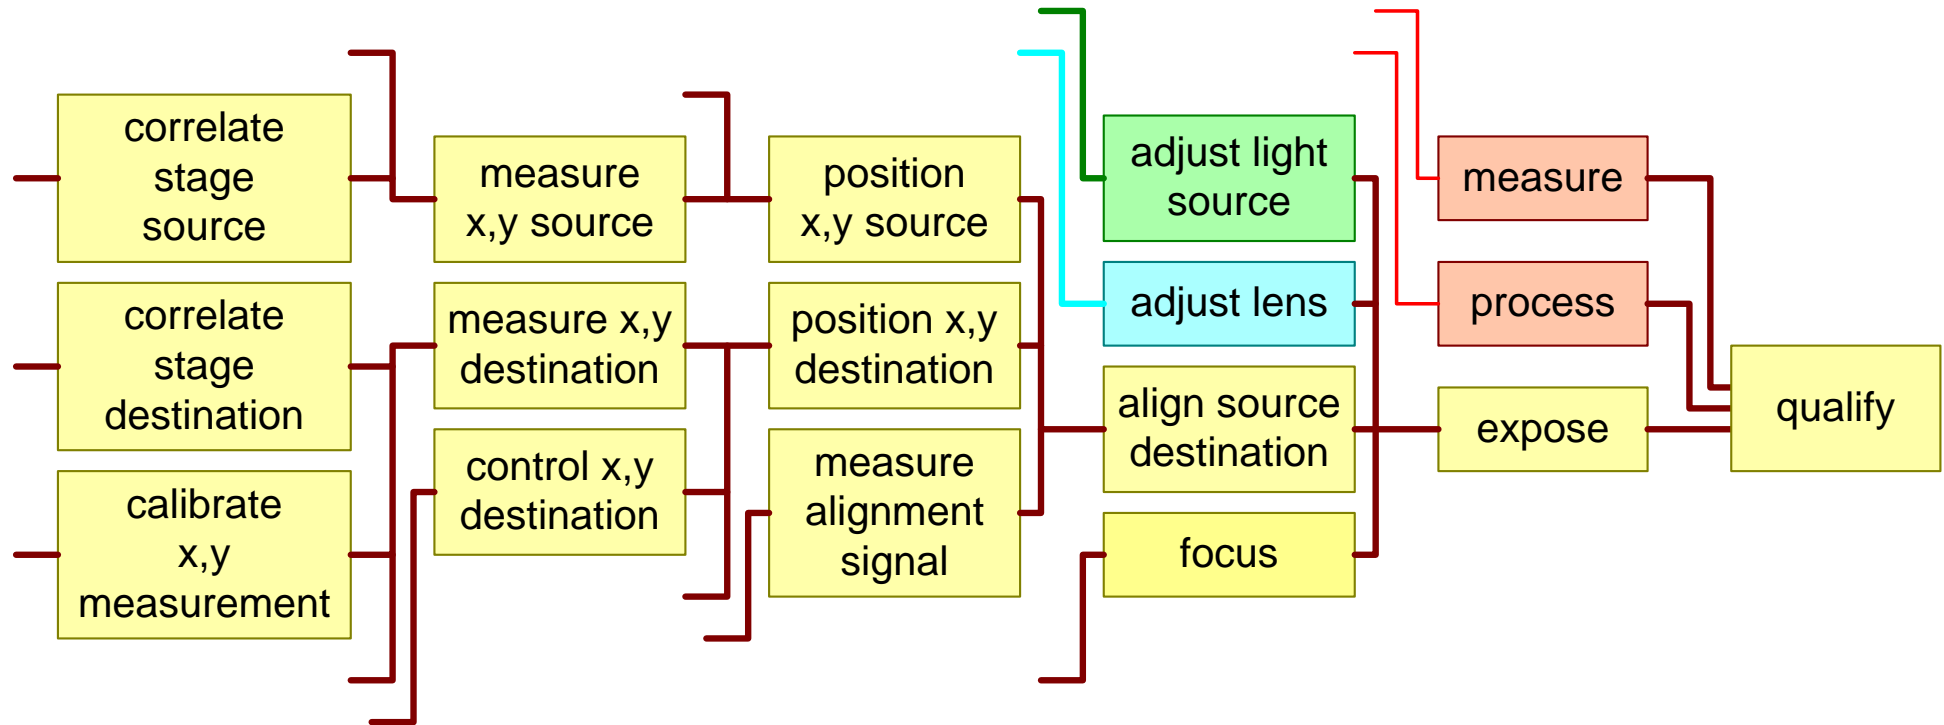 correlate
stage
source
correlate
stage
destination
calibrate
x,y
measurement
measure
x,y source
measure x,y
destination
control x,y
destination
position
x,y source
position x,y
destination
measure
alignment
signal
adjust light
source
adjust lens
align source
destination
focus
measure
process
expose
qualify